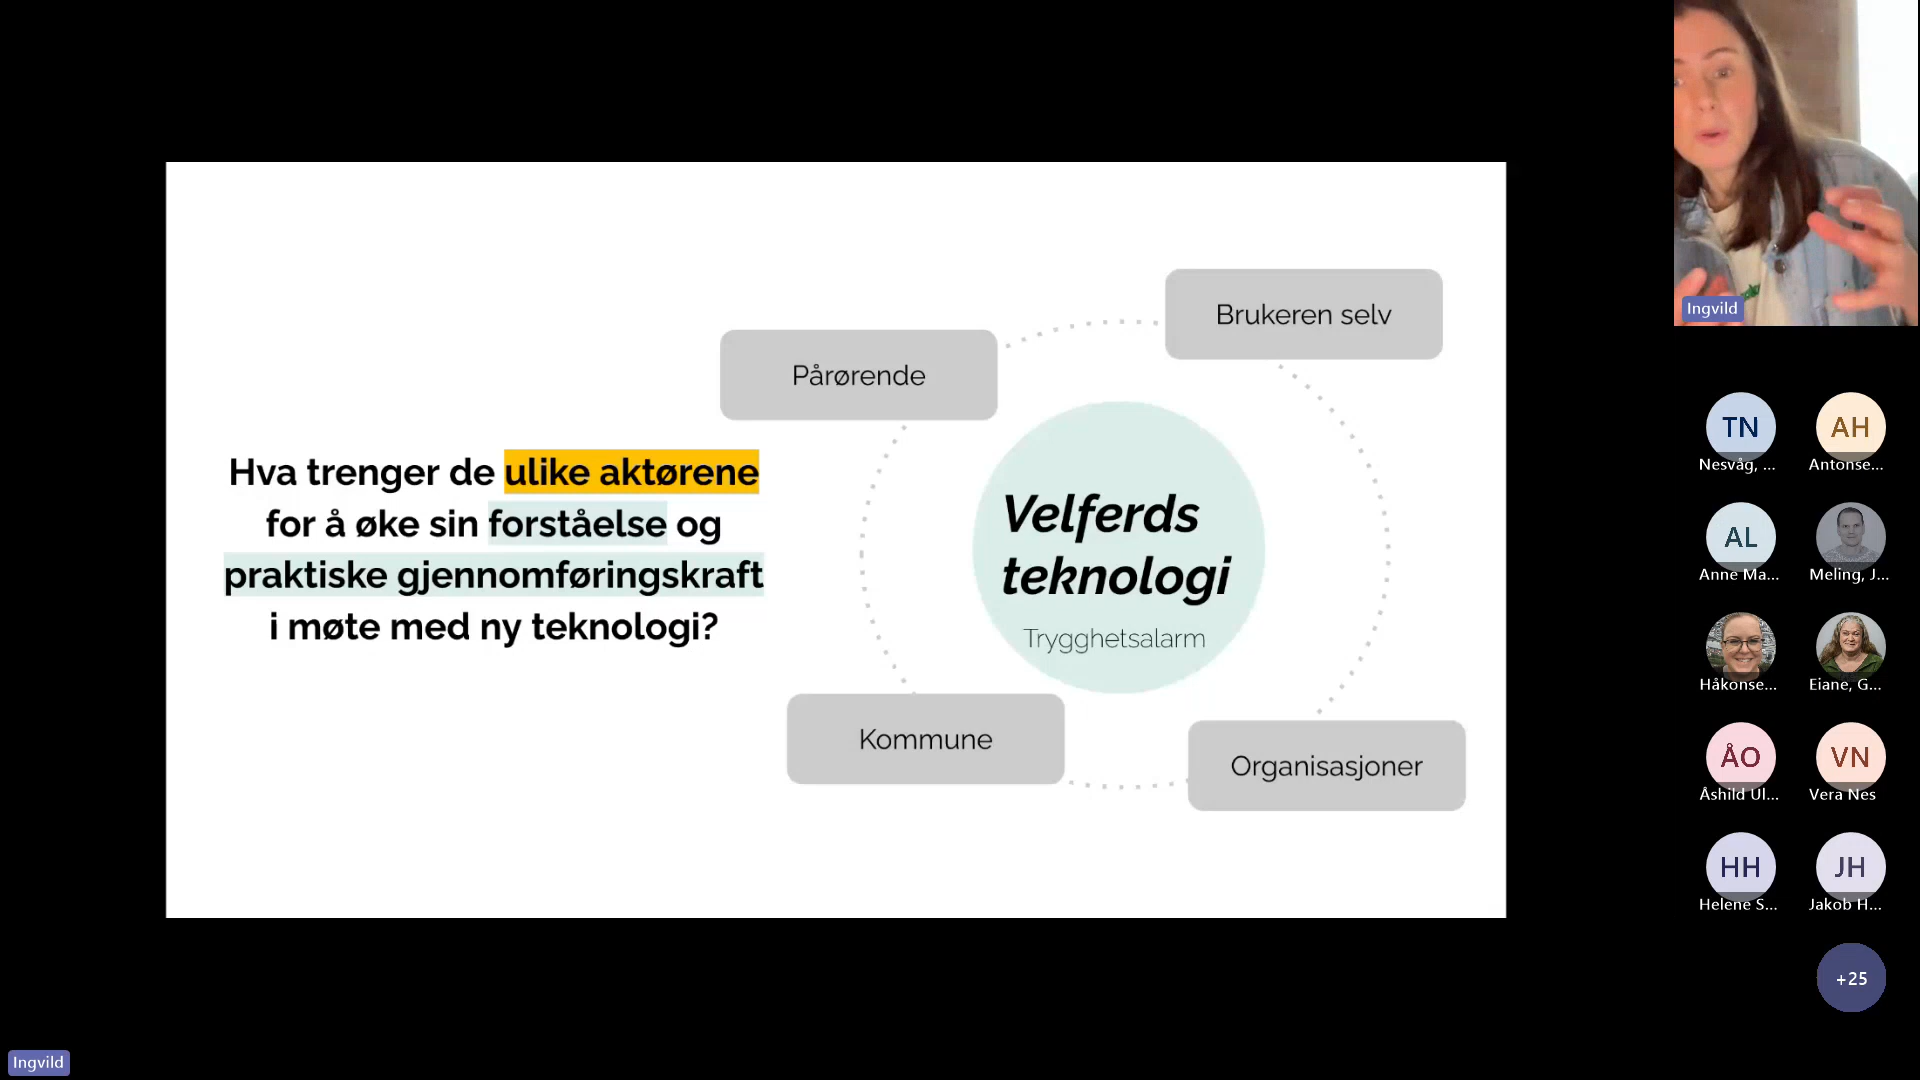 Hva trenger de ulike aktørene
for å øke sin forståelse og
praktiske gjennomføringskraft
i møte med ny teknologi?
Pårørende
Brukeren selv
Velferds
teknologi
Trygghetsalarm
Kommune
Organisasjoner
Ingvild
TN
Nesvåg, ...
AH
Antonse...
AL
Anne Ma...
Meling, J...
Håkonse...
Eiane, G...
ÅO
Åshild Ul...
VN
Vera Nes
HH
Helene S...
JH
Jakob H...
+25
Ingvild